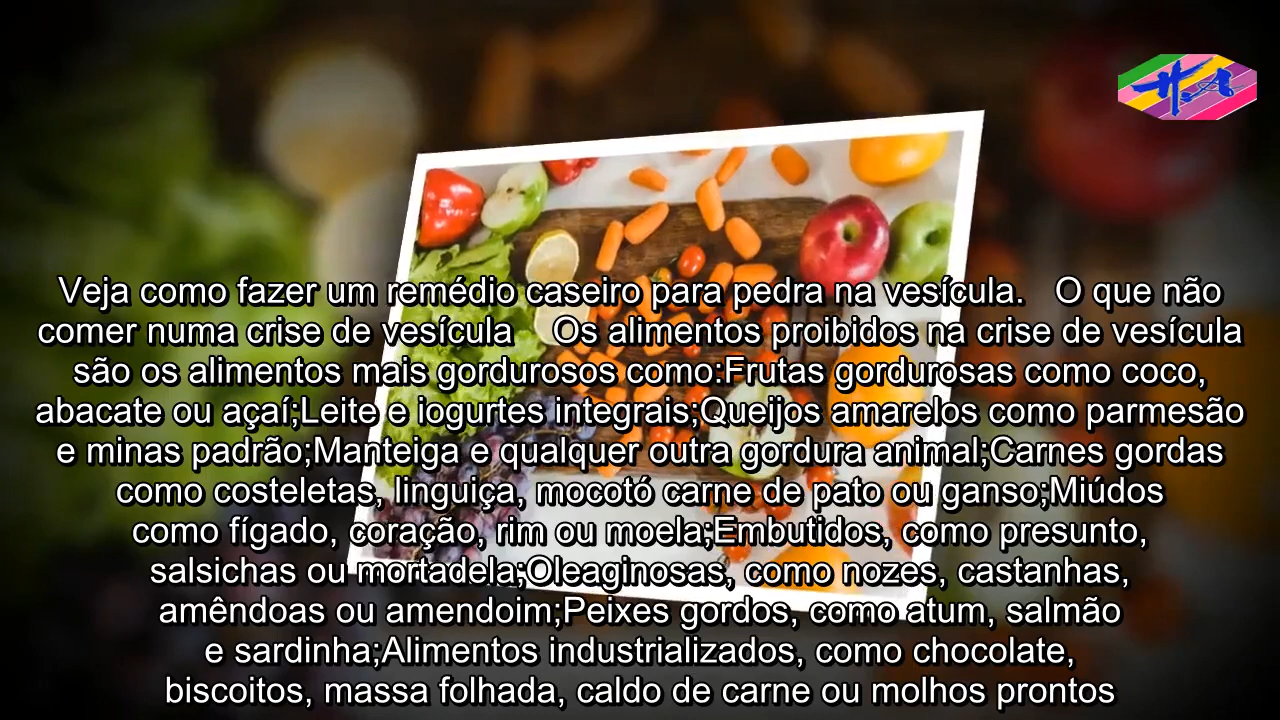 H.A
Veja como fazer um remédio caseiro para pedra na vesícula.   O que não
comer numa crise de vesícula    Os alimentos proibidos na crise de vesícula
são os alimentos mais gordurosos como:Frutas gordurosas como coco,
abacate ou açaí;Leite e iogurtes integrais;Queijos amarelos como parmesão
e minas padrão;Manteiga e qualquer outra gordura animal;Carnes gordas
como costeletas, linguiça, mocotó carne de pato ou ganso;Miúdos
como fígado, coração, rim ou moela;Embutidos, como presunto,
salsichas ou mortadela;Oleaginosas, como nozes, castanhas,
amêndoas ou amendoim;Peixes gordos, como atum, salmão
e sardinha;Alimentos industrializados, como chocolate,
biscoitos, massa folhada, caldo de carne ou molhos prontos